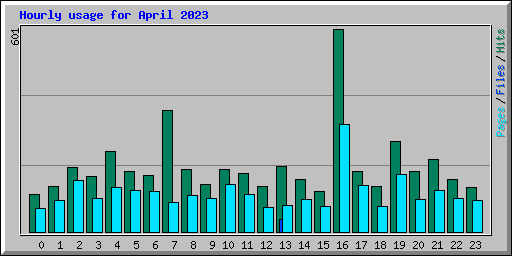 Hourly usage for April 2023
601
Pages / Files / Hits
0 1 2 3 4 5 6 7 8 9 10 11 12 13 14 15 16 17 18 19 20 21 22 23